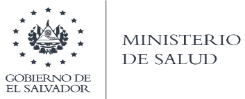 GOBIERNO DE
EL SALVADOR
MINISTERIO
DE SALUD